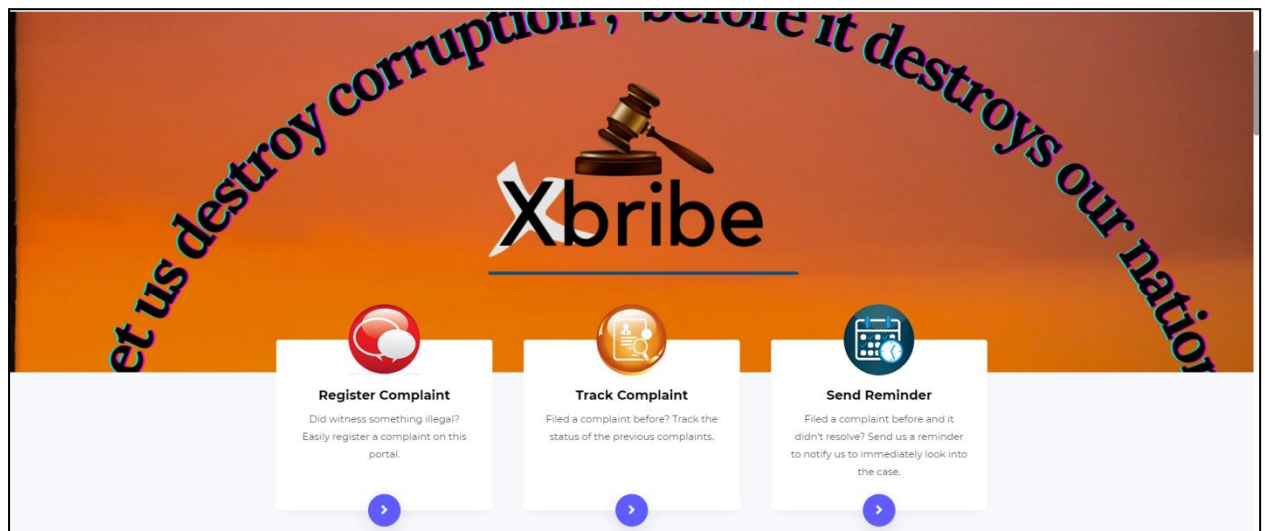 et us destroy corruption, before it destroys our nation
Xbribe
Register Complaint
Did witness something illegal?
Easily register a complaint on this
portal.
Track Complaint
Filed a complaint before? Track the
status of the previous complaints.
Send Reminder
Filed a complaint before and it
didn't resolve? Send us a reminder
to notify us to immediately look into
the case.